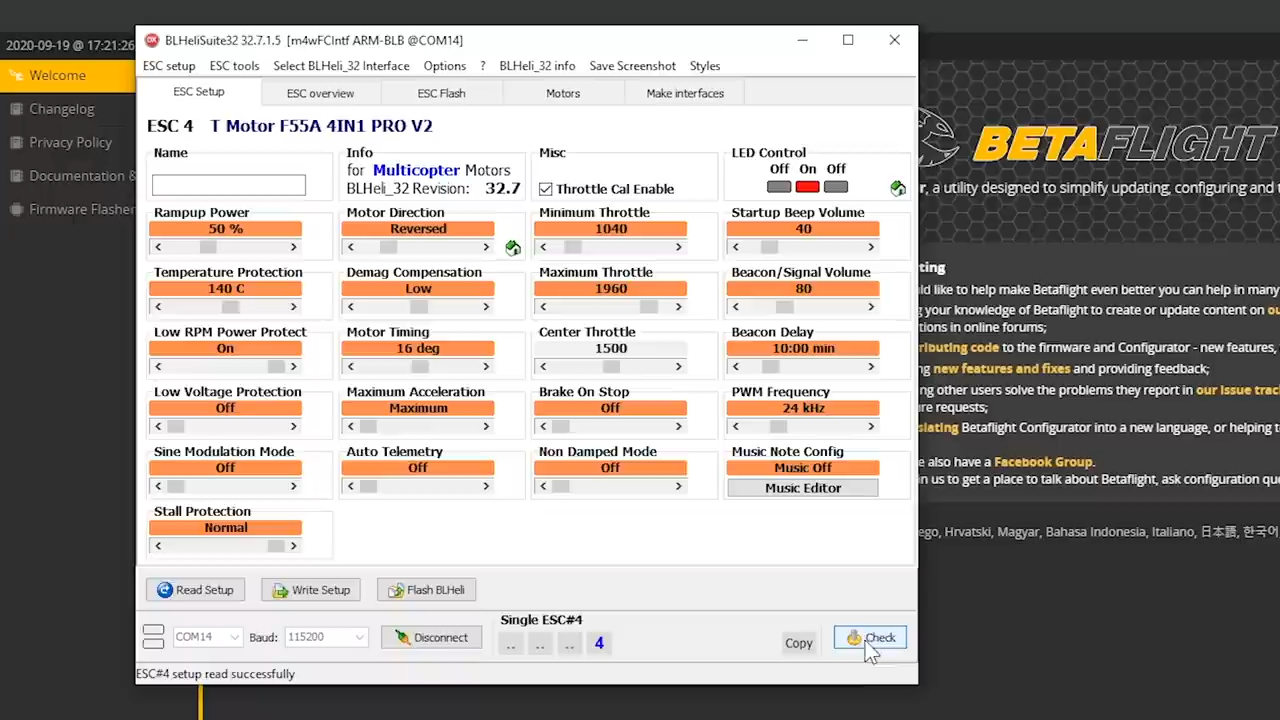 BLHeliSuite32 32.7.1.5 [m4wFCIntf ARM-BLB @COM14]
2020-09-19 @ 17:21:26
ESC setup ESC tools Select BLHeli_32 Interface Options ? BLHeli_32 info Save Screenshot Styles
Welcome
Changelog
Privacy Policy
Documentation &
Firmware Flasher
ESC Setup ESC overview ESC Flash Motors Make interfaces
ESC 4 T Motor F55A 4IN1 PRO V2
Name
Info
for Multicopter Motors
BLHeli_32 Revision: 32.7
Misc
Throttle Cal Enable
LED Control
Off On Off
Rampup Power
50 %
Motor Direction
Reversed
Minimum Throttle
1040
Startup Beep Volume
40
Temperature Protection
140 C
Demag Compensation
Low
Maximum Throttle
1960
Beacon/Signal Volume
80
Low RPM Power Protect
On
Motor Timing
16 deg
Center Throttle
1500
Beacon Delay
10:00 min
Low Voltage Protection
Off
Maximum Acceleration
Maximum
Brake On Stop
Off
PWM Frequency
24 kHz
Sine Modulation Mode
Off
Auto Telemetry
Off
Non Damped Mode
Off
Music Note Config
Music Off
Music Editor
Stall Protection
Normal
Read Setup Write Setup Flash BLHeli
COM14 Baud: 115200 Disconnect
Single ESC#4
.. .. .. 4
Copy Check
ESC#4 setup read successfully
BETAFLIGHT
r, a utility designed to simplify updating, configuring and
ting
ld like to help make Betaflight even better you can help in many
g your knowledge of Betaflight to create or update content on
tions in online forums;
ributing code to the firmware and Configurator - new features,
ng new features and fixes and providing feedback;
ng other users solve the problems they report in our issue
re requests;
slating Betaflight Configurator into a new language, or helping
e also have a Facebook Group.
n us to get a place to talk about Betaflight, ask configuration
ego, Hrvatski, Magyar, Bahasa Indonesia, Italiano, 日本語, 한국어